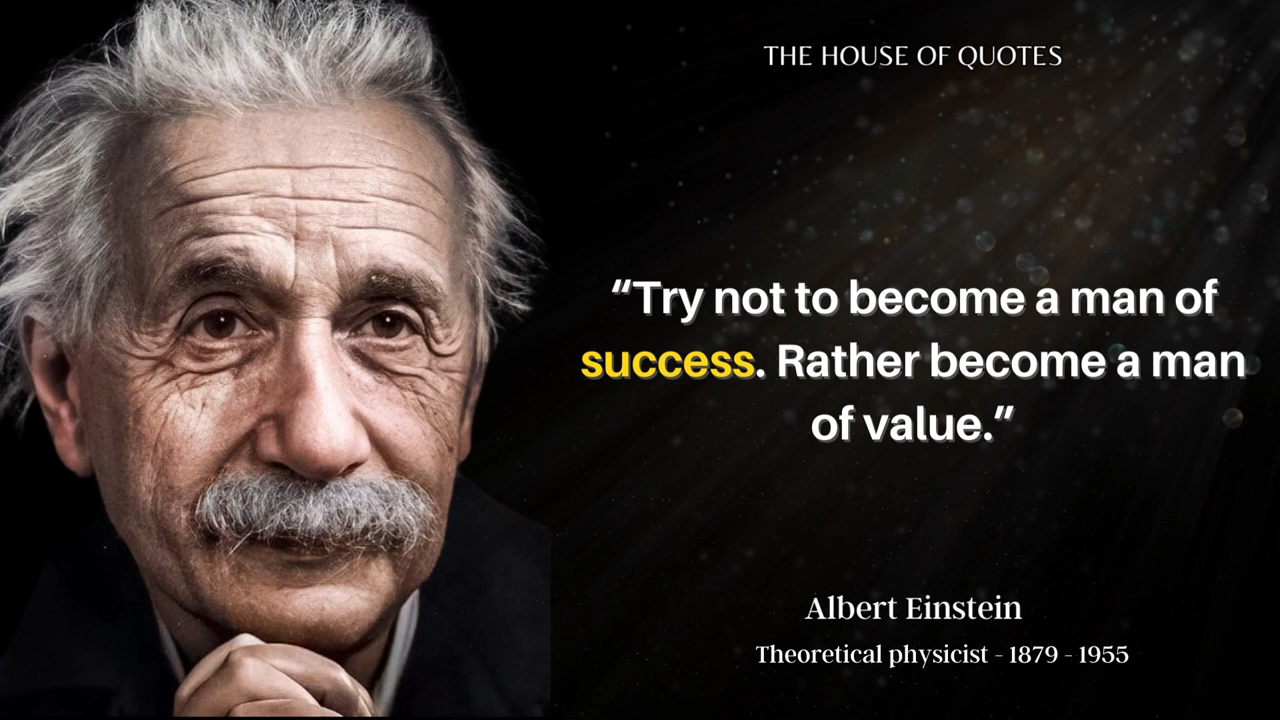 THE HOUSE OF QUOTES
“Try not to become a man of
success. Rather become a man
of value.”
Albert Einstein
Theoretical physicist - 1879 - 1955